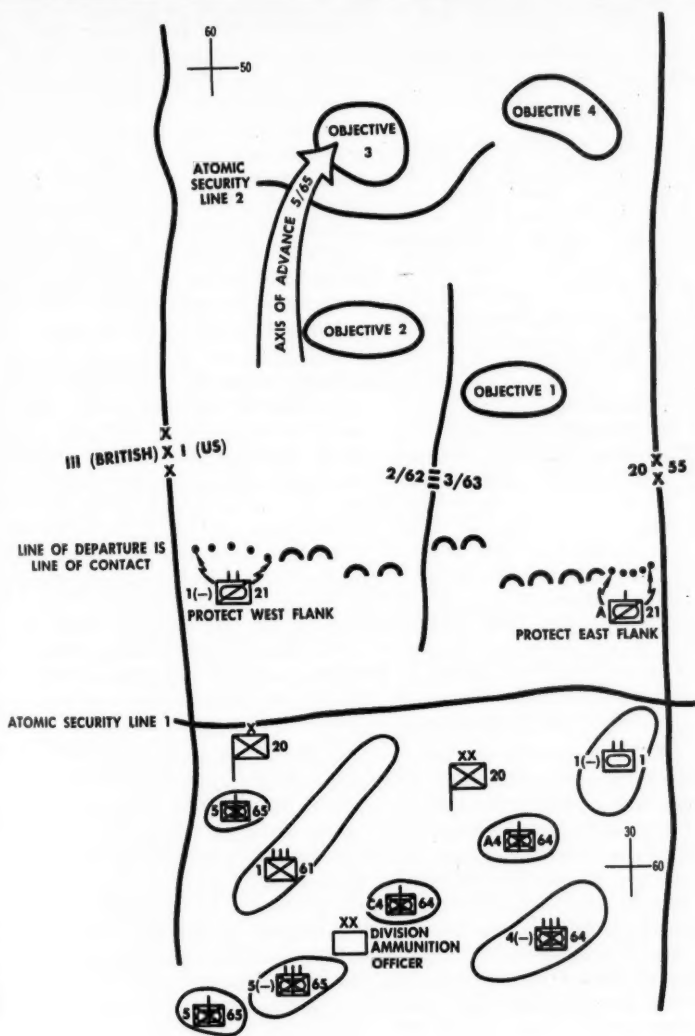 60
50
OBJECTIVE
3
OBJECTIVE 4
ATOMIC
SECURITY
LINE 2
AXIS OF ADVANCE 5/65
OBJECTIVE 2
OBJECTIVE 1
X
III (BRITISH) X I (US)
X
2/62 3/63
X
20 55
X
LINE OF DEPARTURE IS
LINE OF CONTACT
1(-) 21
PROTECT WEST FLANK
A 21
PROTECT EAST FLANK
ATOMIC SECURITY LINE 1
X
20
XX
20
1(-) 1
5 65
A4 64
30
60
1 61
C4 64
XX
DIVISION
AMMUNITION
OFFICER
4(-) 64
5(-) 65
5 65